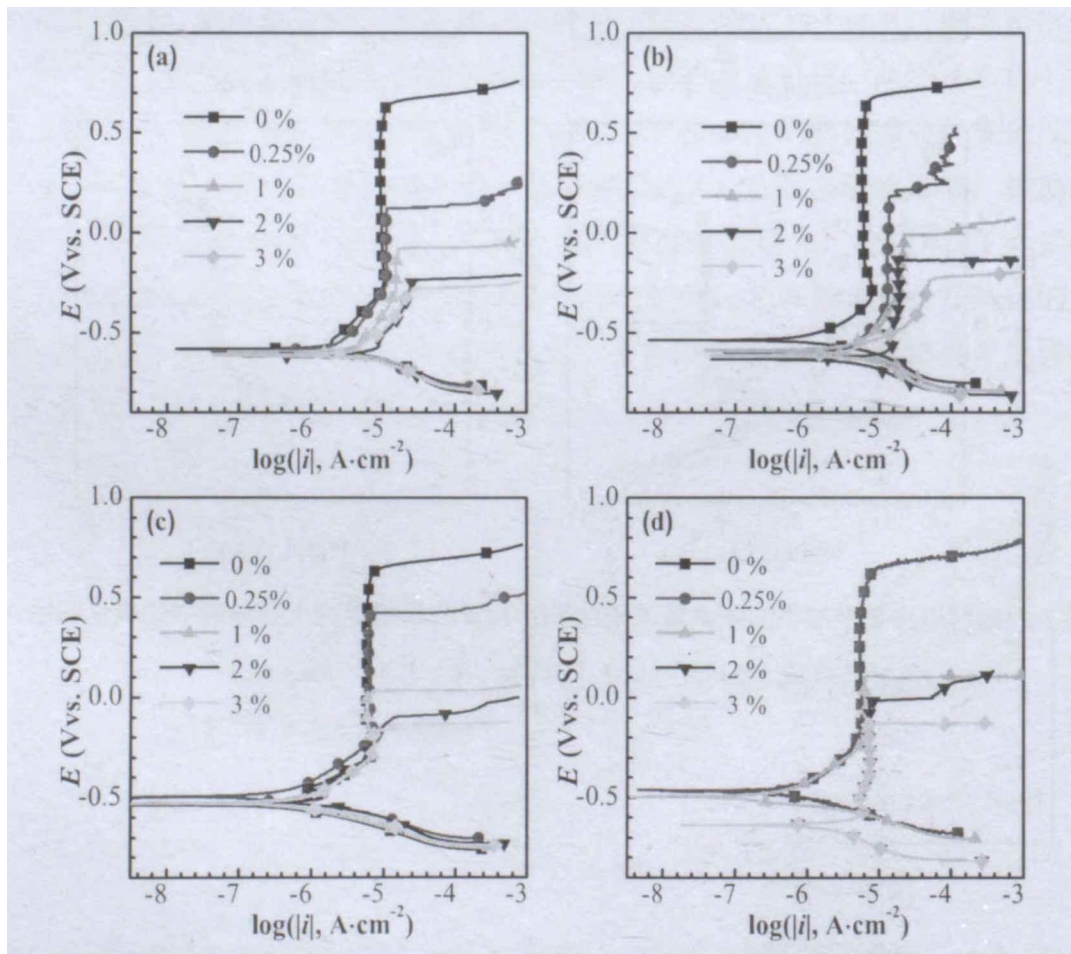 (a)
1.0
0.5
0.0
-0.5
E (Vvs. SCE)
0 %
0.25%
1 %
2 %
3 %
-8 -7 -6 -5 -4 -3
log(|i|, A·cm-2)
(b)
1.0
0.5
0.0
-0.5
E (Vvs. SCE)
0 %
0.25%
1 %
2 %
3 %
-8 -7 -6 -5 -4 -3
log(|i|, A·cm-2)
(c)
1.0
0.5
0.0
-0.5
E (Vvs. SCE)
0 %
0.25%
1 %
2 %
3 %
-8 -7 -6 -5 -4 -3
log(|i|, A·cm-2)
(d)
1.0
0.5
0.0
-0.5
E (Vvs. SCE)
0 %
0.25%
1 %
2 %
3 %
-8 -7 -6 -5 -4 -3
log(|i|, A·cm-2)